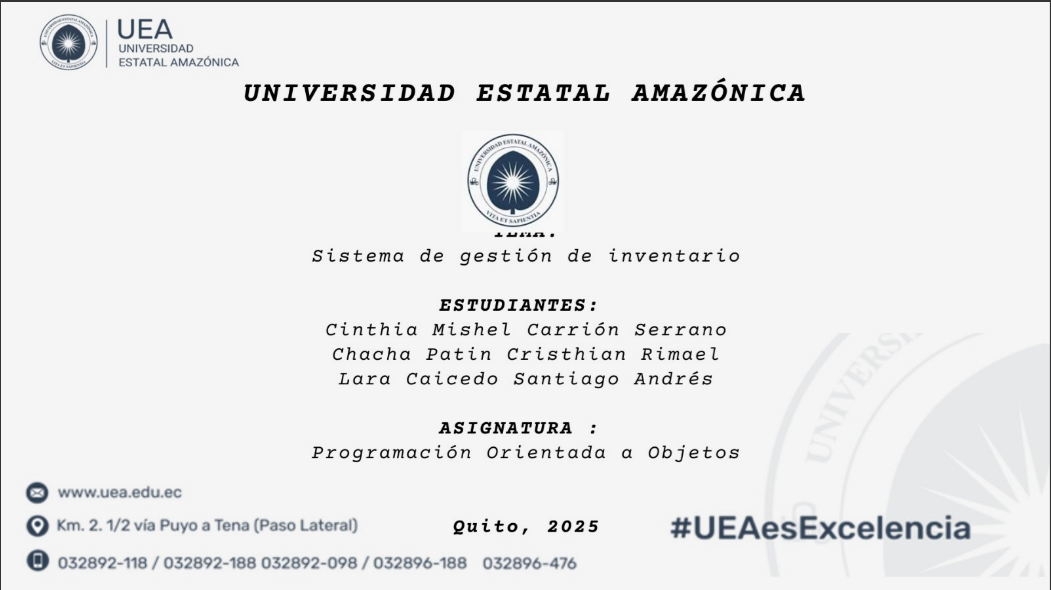 UEA
UNIVERSIDAD
ESTATAL AMAZÓNICA
UNIVERSIDAD ESTATAL AMAZÓNICA
UNIVERSIDAD ESTATAL AMAZÓNICA
VITA ET SAPIENTIA
TEMA:
Sistema de gestión de inventario
ESTUDIANTES:
Cinthia Mishel Carrión Serrano
Chacha Patin Cristhian Rimael
Lara Caicedo Santiago Andrés
ASIGNATURA :
Programación Orientada a Objetos
www.uea.edu.ec
Km. 2. 1/2 vía Puyo a Tena (Paso Lateral)
Quito, 2025
#UEAesExcelencia
032892-118 / 032892-188 032892-098 / 032896-188 032896-476